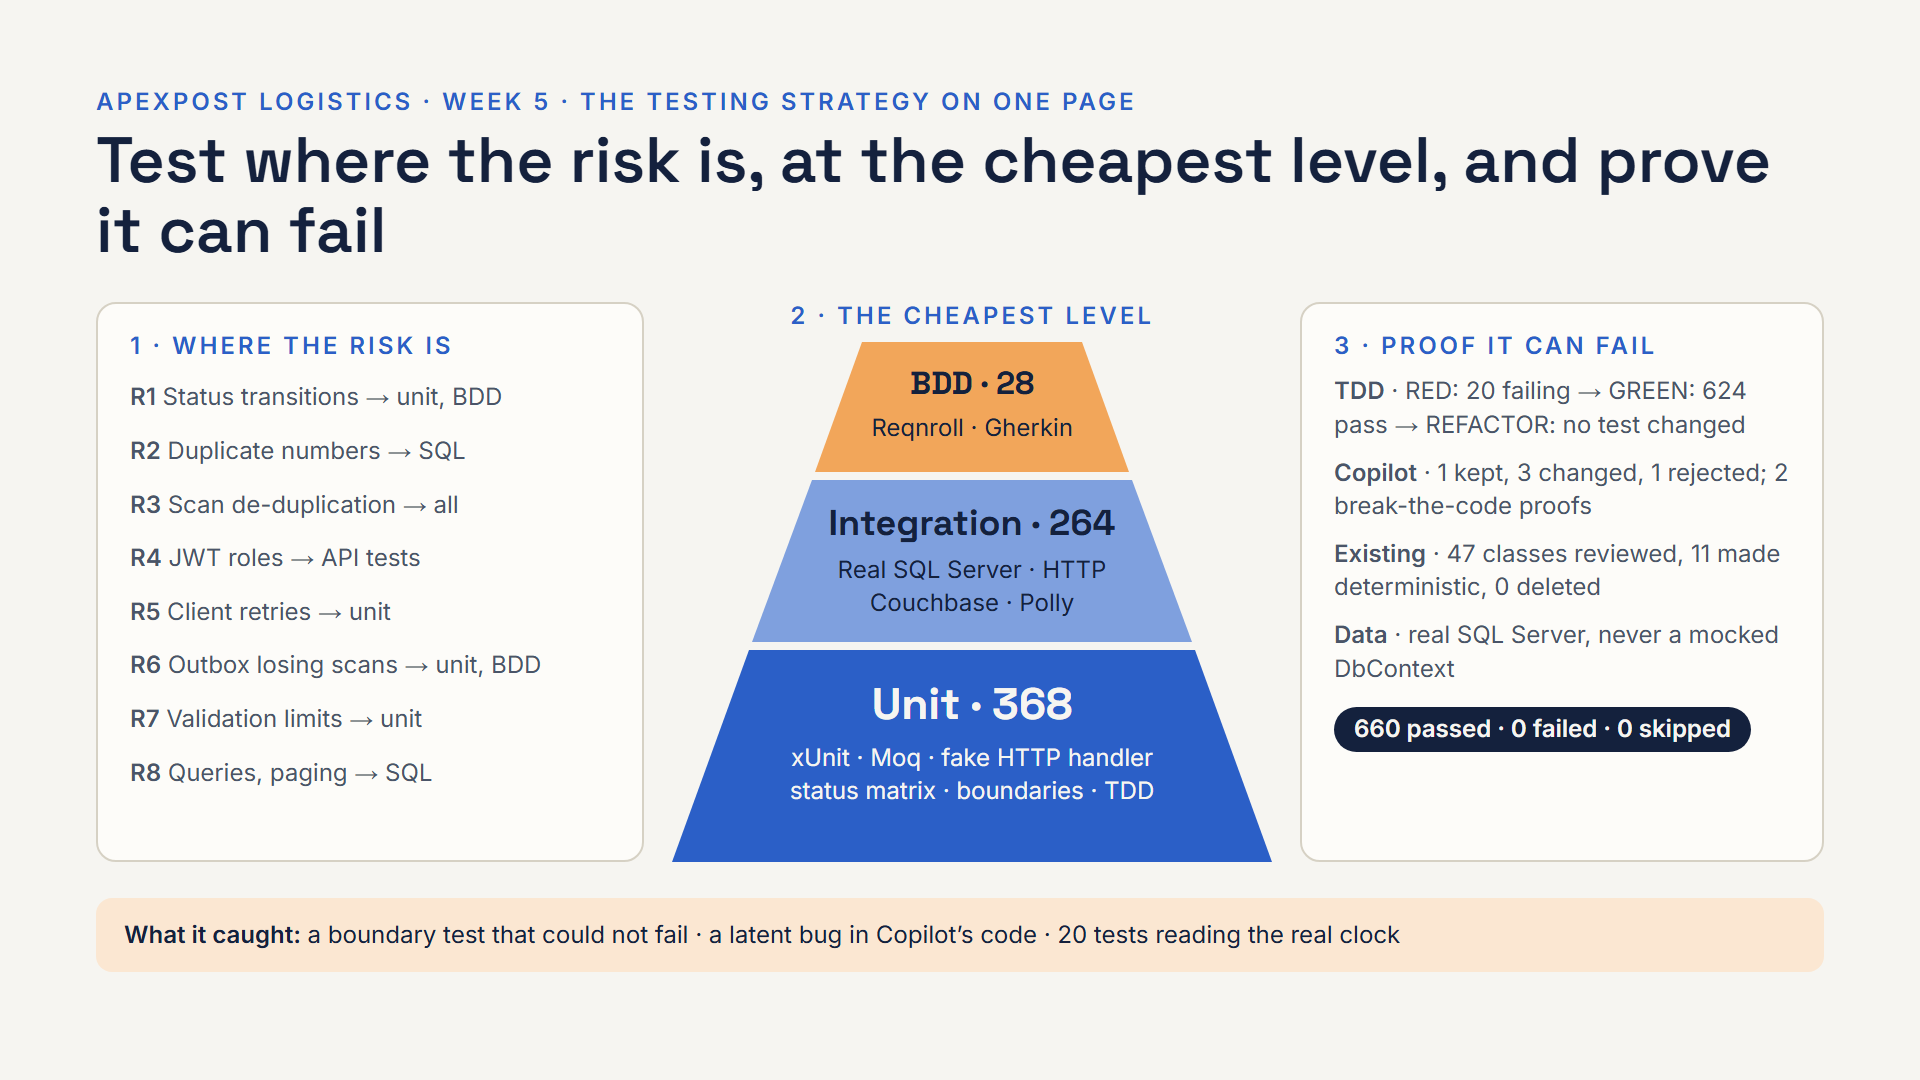 APEXPOST LOGISTICS · WEEK 5 · THE TESTING STRATEGY ON ONE PAGE
Test where the risk is, at the cheapest level, and prove
it can fail
1 · WHERE THE RISK IS
R1 Status transitions → unit, BDD
R2 Duplicate numbers → SQL
R3 Scan de-duplication → all
R4 JWT roles → API tests
R5 Client retries → unit
R6 Outbox losing scans → unit, BDD
R7 Validation limits → unit
R8 Queries, paging → SQL
2 · THE CHEAPEST LEVEL
BDD · 28
Reqnroll · Gherkin
Integration · 264
Real SQL Server · HTTP
Couchbase · Polly
Unit · 368
xUnit · Moq · fake HTTP handler
status matrix · boundaries · TDD
3 · PROOF IT CAN FAIL
TDD · RED: 20 failing → GREEN: 624
pass → REFACTOR: no test changed
Copilot · 1 kept, 3 changed, 1 rejected; 2
break-the-code proofs
Existing · 47 classes reviewed, 11 made
deterministic, 0 deleted
Data · real SQL Server, never a mocked
DbContext
660 passed · 0 failed · 0 skipped
What it caught: a boundary test that could not fail · a latent bug in Copilot’s code · 20 tests reading the real clock